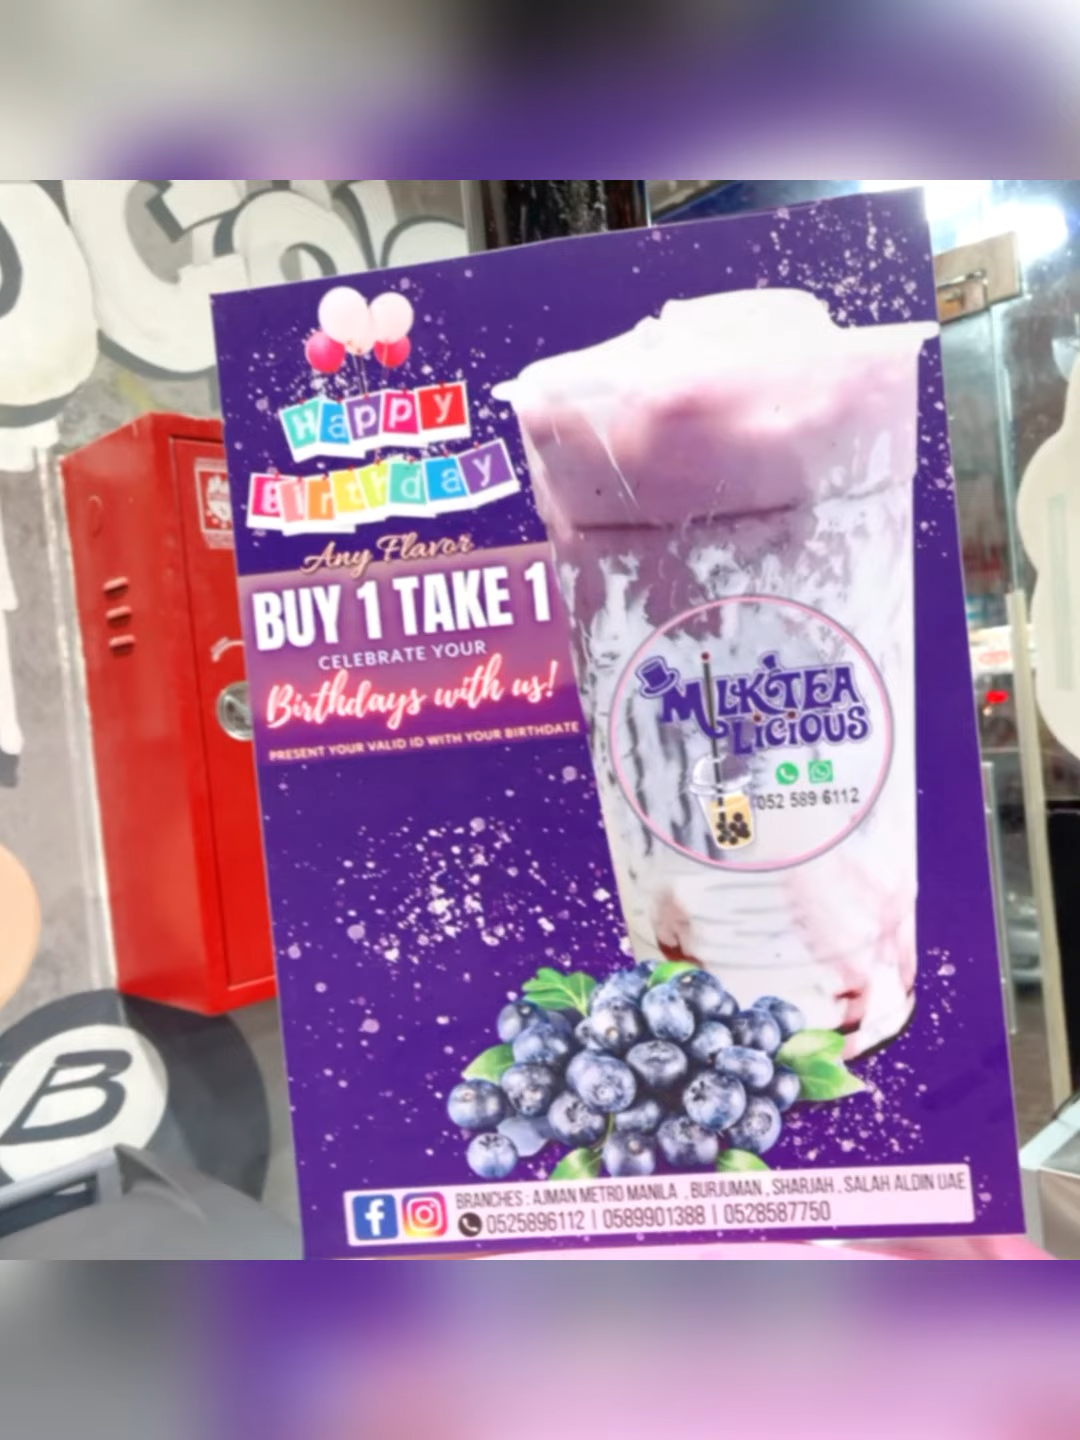 Happy
Birthday
Any Flavor
BUY 1 TAKE 1
CELEBRATE YOUR
Birthdays with us!
PRESENT YOUR VALID ID WITH YOUR BIRTHDATE
MILKTEA
LICIOUS
052 589 6112
B
BRANCHES : AJMAN METRO MANILA , BURJUMAN , SHARJAH , SALAH ALDIN UAE
0525896112 | 0589901388 | 0528587750